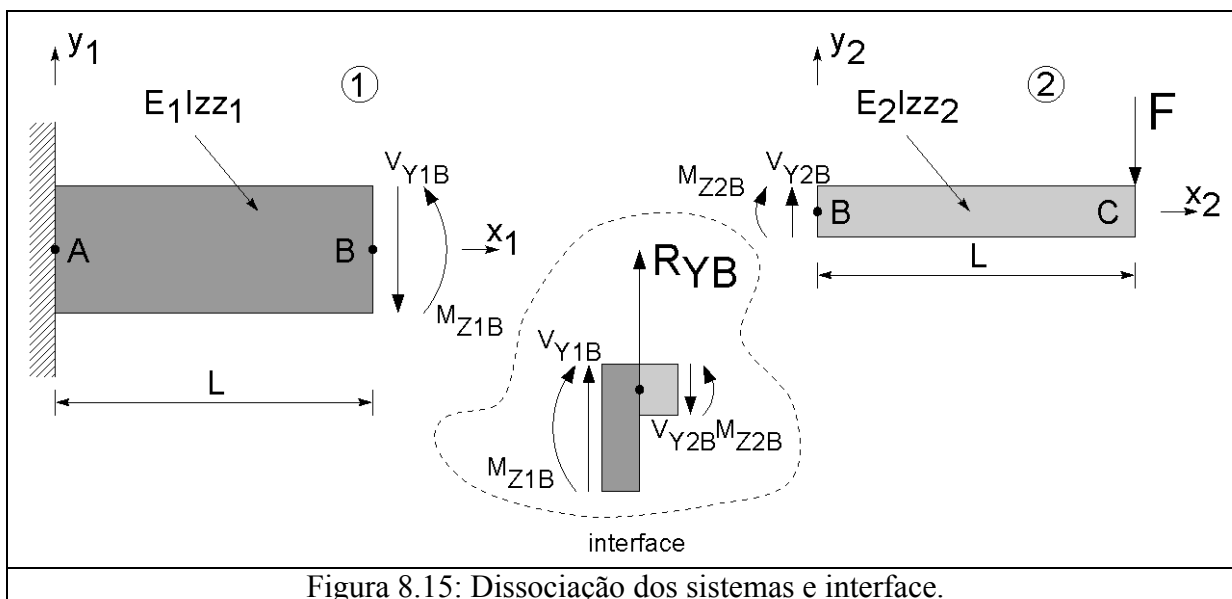 y1
1
E1Izz1
VY1B
A
B
x1
MZ1B
L
y2
2
E2Izz2
F
MZ2B
VY2B
B
C
x2
L
RYB
VY1B
VY2B
MZ2B
MZ1B
interface
Figura 8.15: Dissociação dos sistemas e interface.